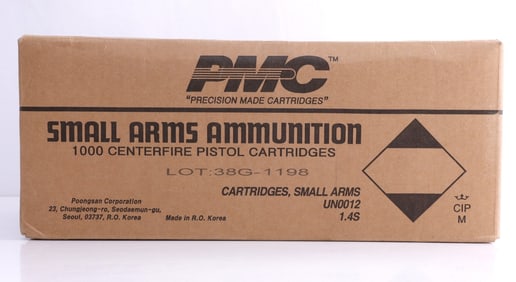 PMC™
"PRECISION MADE CARTRIDGES"
SMALL ARMS AMMUNITION
1000 CENTERFIRE PISTOL CARTRIDGES
LOT:38G-1198
CARTRIDGES, SMALL ARMS
UN0012
1.4S
Poongsan Corporation
23, Chungjeong-ro, Seodaemun-gu,
Seoul, 03737, R.O. Korea Made in R.O. Korea
CIP
M